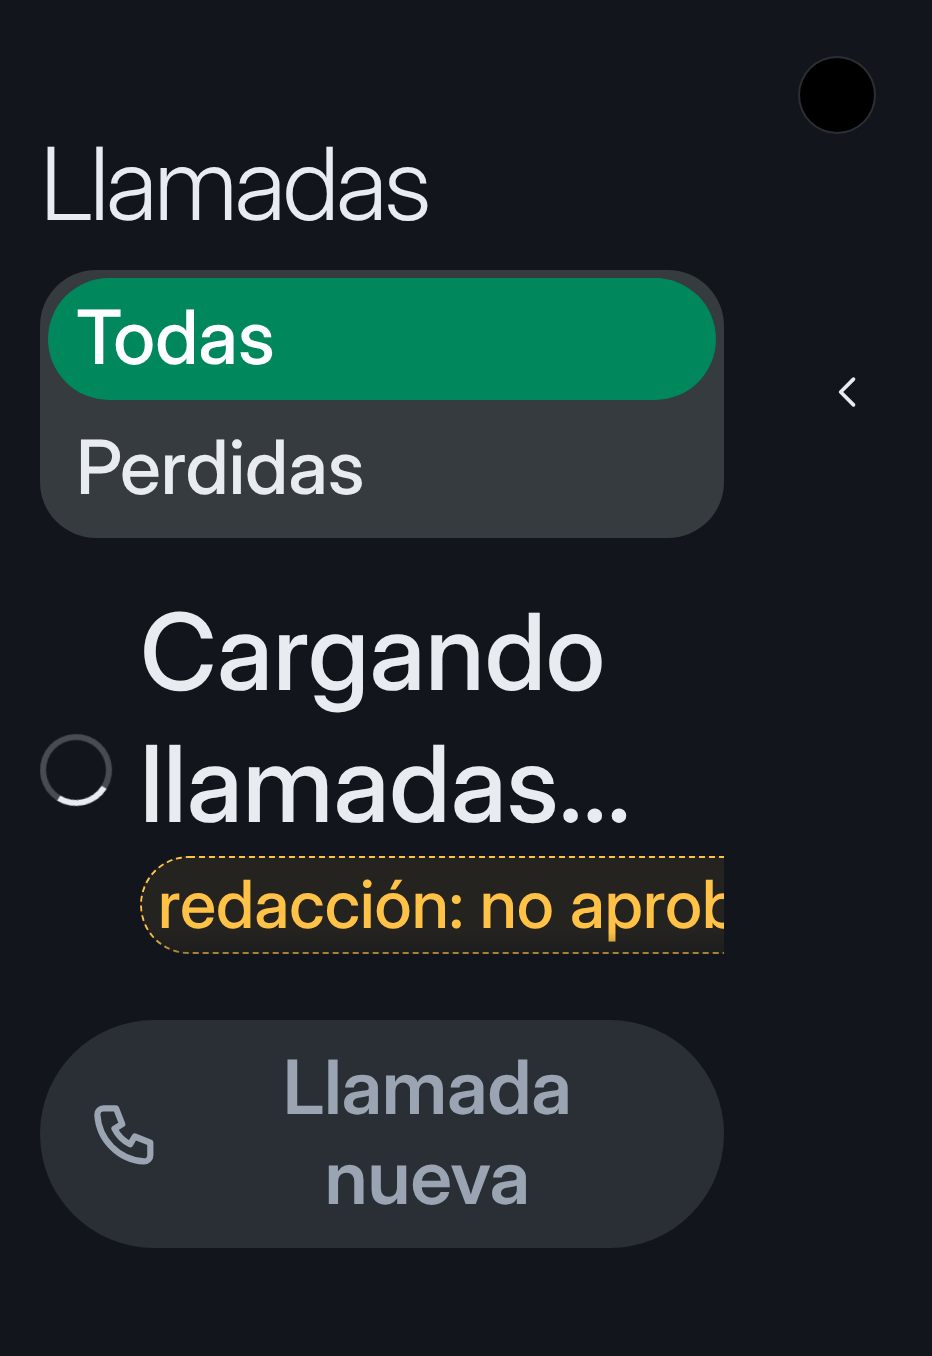 Llamadas
Todas
Perdidas
Cargando
llamadas...
redacción: no aprob
Llamada
nueva